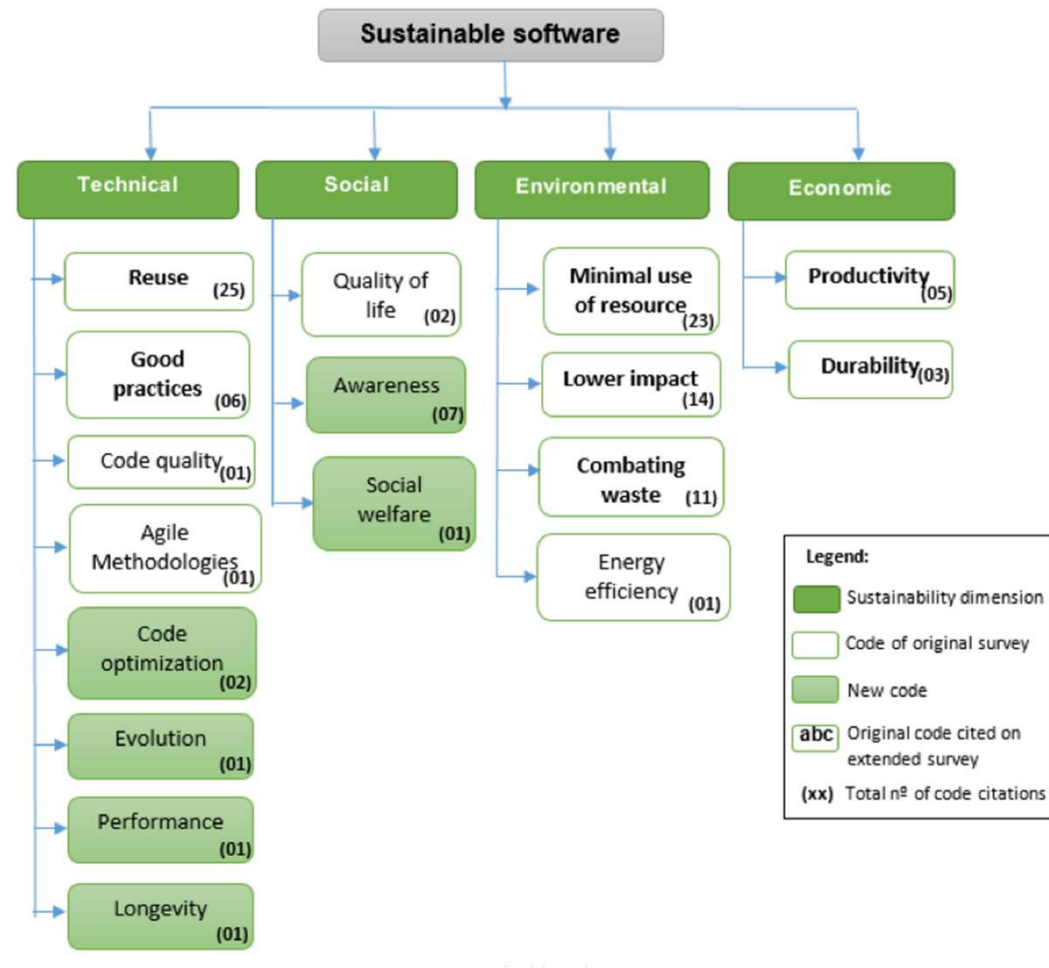 Sustainable software
Technical
Social
Environmental
Economic
Reuse
(25)
Good
practices
(06)
Code quality
(01)
Agile
Methodologies
(01)
Code
optimization
(02)
Evolution
(01)
Performance
(01)
Longevity
(01)
Quality of
life
(02)
Awareness
(07)
Social
welfare
(01)
Minimal use
of resource
(23)
Lower impact
(14)
Combating
waste
(11)
Energy
efficiency
(01)
Productivity
(05)
Durability
(03)
Legend:
Sustainability dimension
Code of original survey
New code
abc Original code cited on
extended survey
(xx) Total nº of code citations